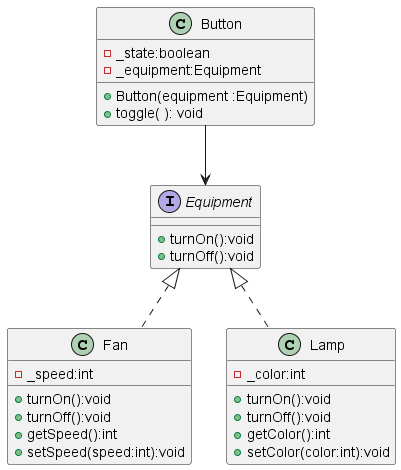 C Button
_state:boolean
_equipment:Equipment
Button(equipment :Equipment)
toggle( ): void
I Equipment
turnOn():void
turnOff():void
C Fan
_speed:int
turnOn():void
turnOff():void
getSpeed():int
setSpeed(speed:int):void
C Lamp
_color:int
turnOn():void
turnOff():void
getColor():int
setColor(color:int):void